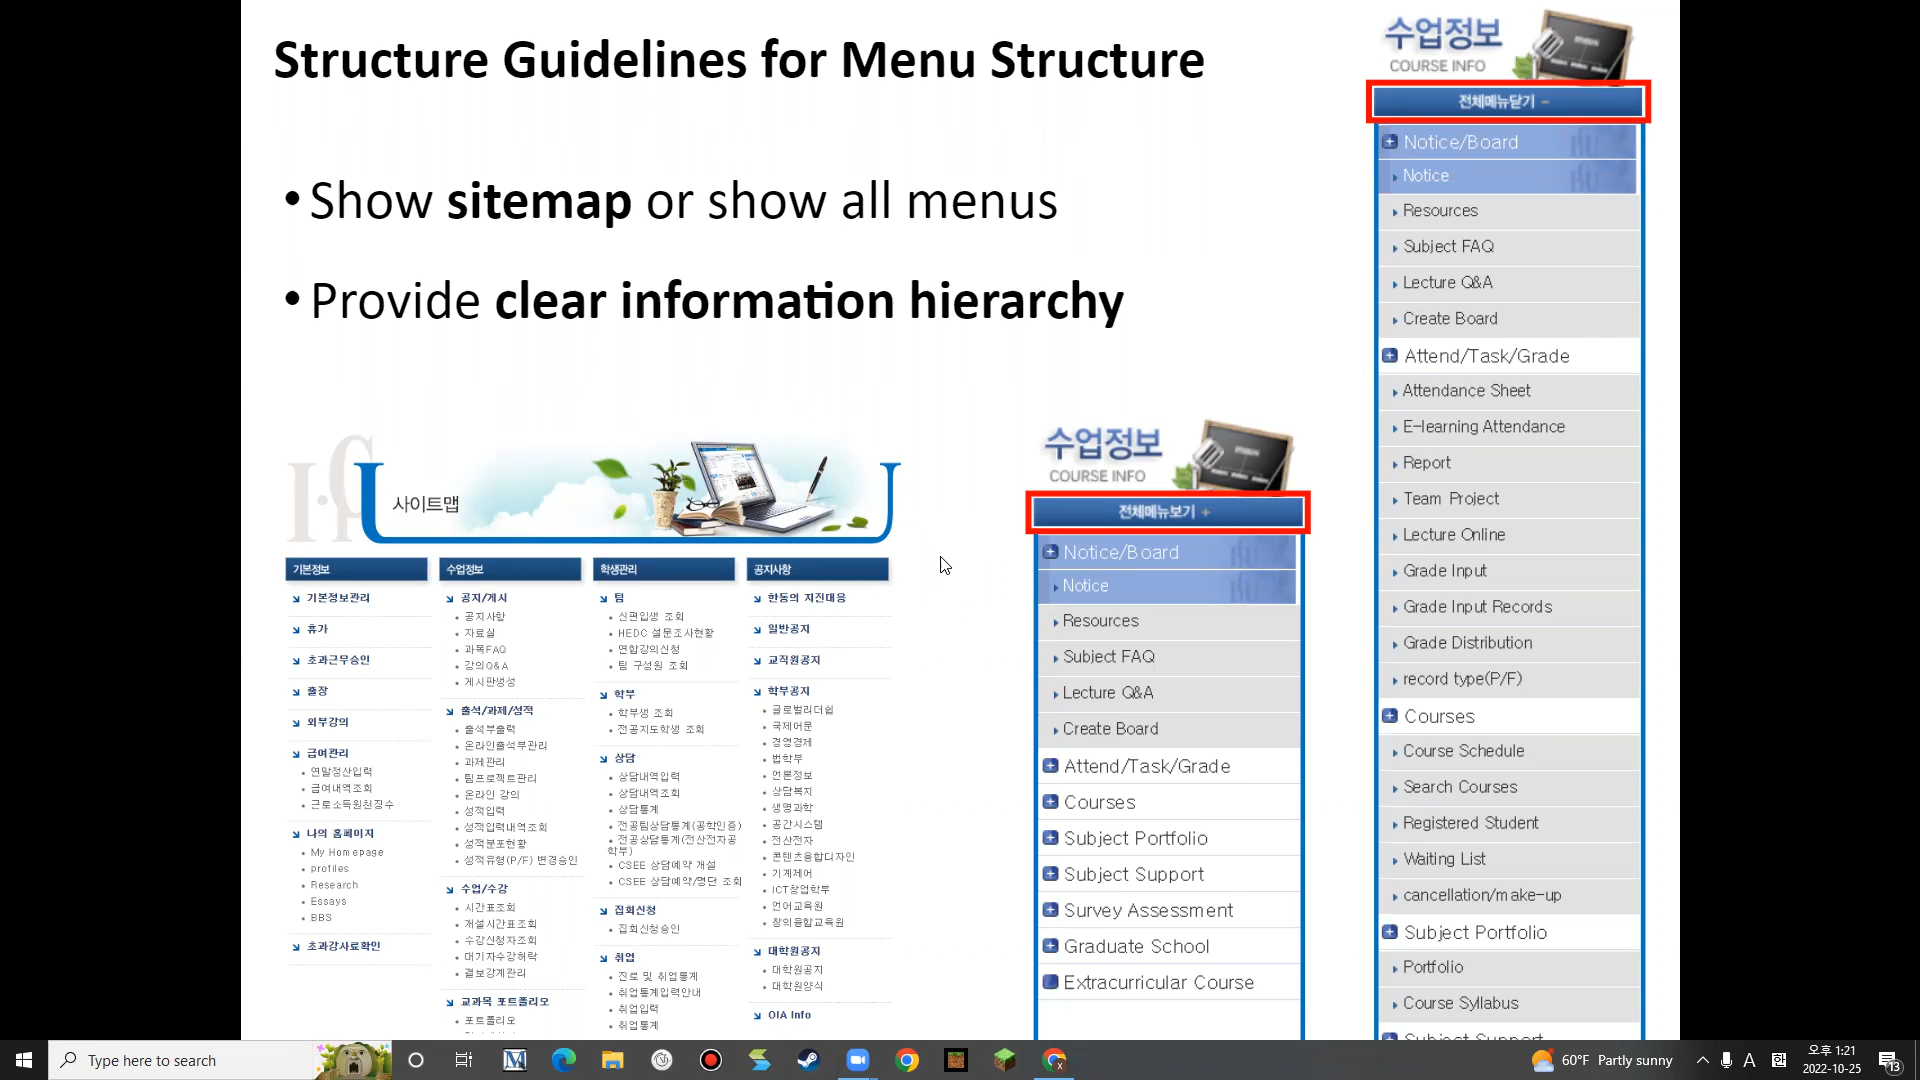 Structure Guidelines for Menu Structure
• Show sitemap or show all menus
• Provide clear information hierarchy
사이트맵
기본정보
기본정보관리
휴가
초과근무승인
출장
외부강의
급여관리
연말정산입력
급여내역조회
근로소득원천징수
나의 홈페이지
My Homepage
profiles
Research
Essays
BBS
초과강사료확인
수업정보
공지/게시
공지사항
자료실
과목FAQ
강의Q&A
게시판생성
출석/과제/성적
출석부출력
온라인출석부관리
과제관리
팀프로젝트관리
온라인 강의
성적입력
성적입력내역조회
성적분포현황
성적유형(P/F) 변경승인
수업/수강
시간표조회
개설시간표조회
수강신청자조회
대기자수강허락
결보강계관리
교과목 포트폴리오
포트폴리오
학생관리
팀
신편입생 조회
HEDC 설문조사현황
연합강의신청
팀 구성원 조회
학부
학부생 조회
전공지도학생 조회
상담
상담내역입력
상담내역조회
상담통계
전공팀상담통계(공학인증)
전공상담통계(전산전자공
학부)
CSEE 상담예약 개설
CSEE 상담예약/명단 조회
집회신청
집회신청승인
취업
진로 및 취업통계
취업통계입력안내
취업입력
취업통계
공지사항
한동의 지진대응
일반공지
교직원공지
학부공지
글로벌리더쉽
국제어문
경영경제
법학부
언론정보
상담복지
생명과학
공간시스템
전산전자
콘텐츠융합디자인
기계제어
ICT창업학부
언어교육원
창의융합교육원
대학원공지
대학원공지
대학원양식
OIA Info
수업정보
COURSE INFO
전체메뉴보기 +
Notice/Board
Notice
Resources
Subject FAQ
Lecture Q&A
Create Board
Attend/Task/Grade
Courses
Subject Portfolio
Subject Support
Survey Assessment
Graduate School
Extracurricular Course
수업정보
COURSE INFO
전체메뉴닫기 -
Notice/Board
Notice
Resources
Subject FAQ
Lecture Q&A
Create Board
Attend/Task/Grade
Attendance Sheet
E-learning Attendance
Report
Team Project
Lecture Online
Grade Input
Grade Input Records
Grade Distribution
record type(P/F)
Courses
Course Schedule
Search Courses
Registered Student
Waiting List
cancellation/make-up
Subject Portfolio
Portfolio
Course Syllabus
Subject Support
Type here to search
60°F Partly sunny
A
한
오후 1:21
2022-10-25
13